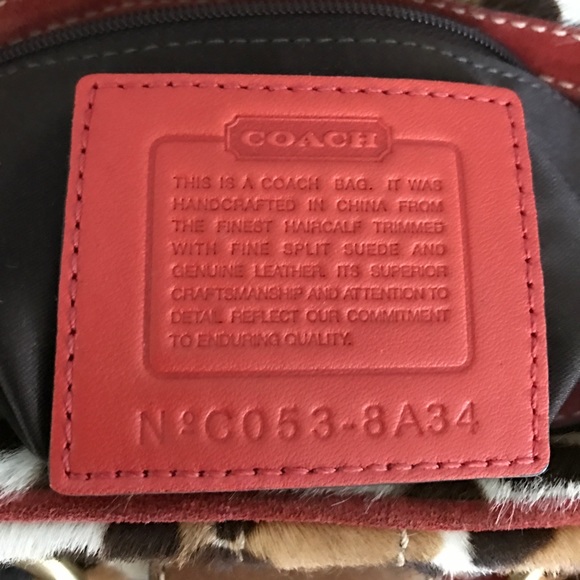 COACH
THIS IS A COACH BAG. IT WAS
HANDCRAFTED IN CHINA FROM
THE FINEST HAIRCALF TRIMMED
WITH FINE SPLIT SUEDE AND
GENUINE LEATHER. ITS SUPERIOR
CRAFTSMANSHIP AND ATTENTION TO
DETAIL REFLECT OUR COMMITMENT
TO ENDURING QUALITY.
NºC053-8A34